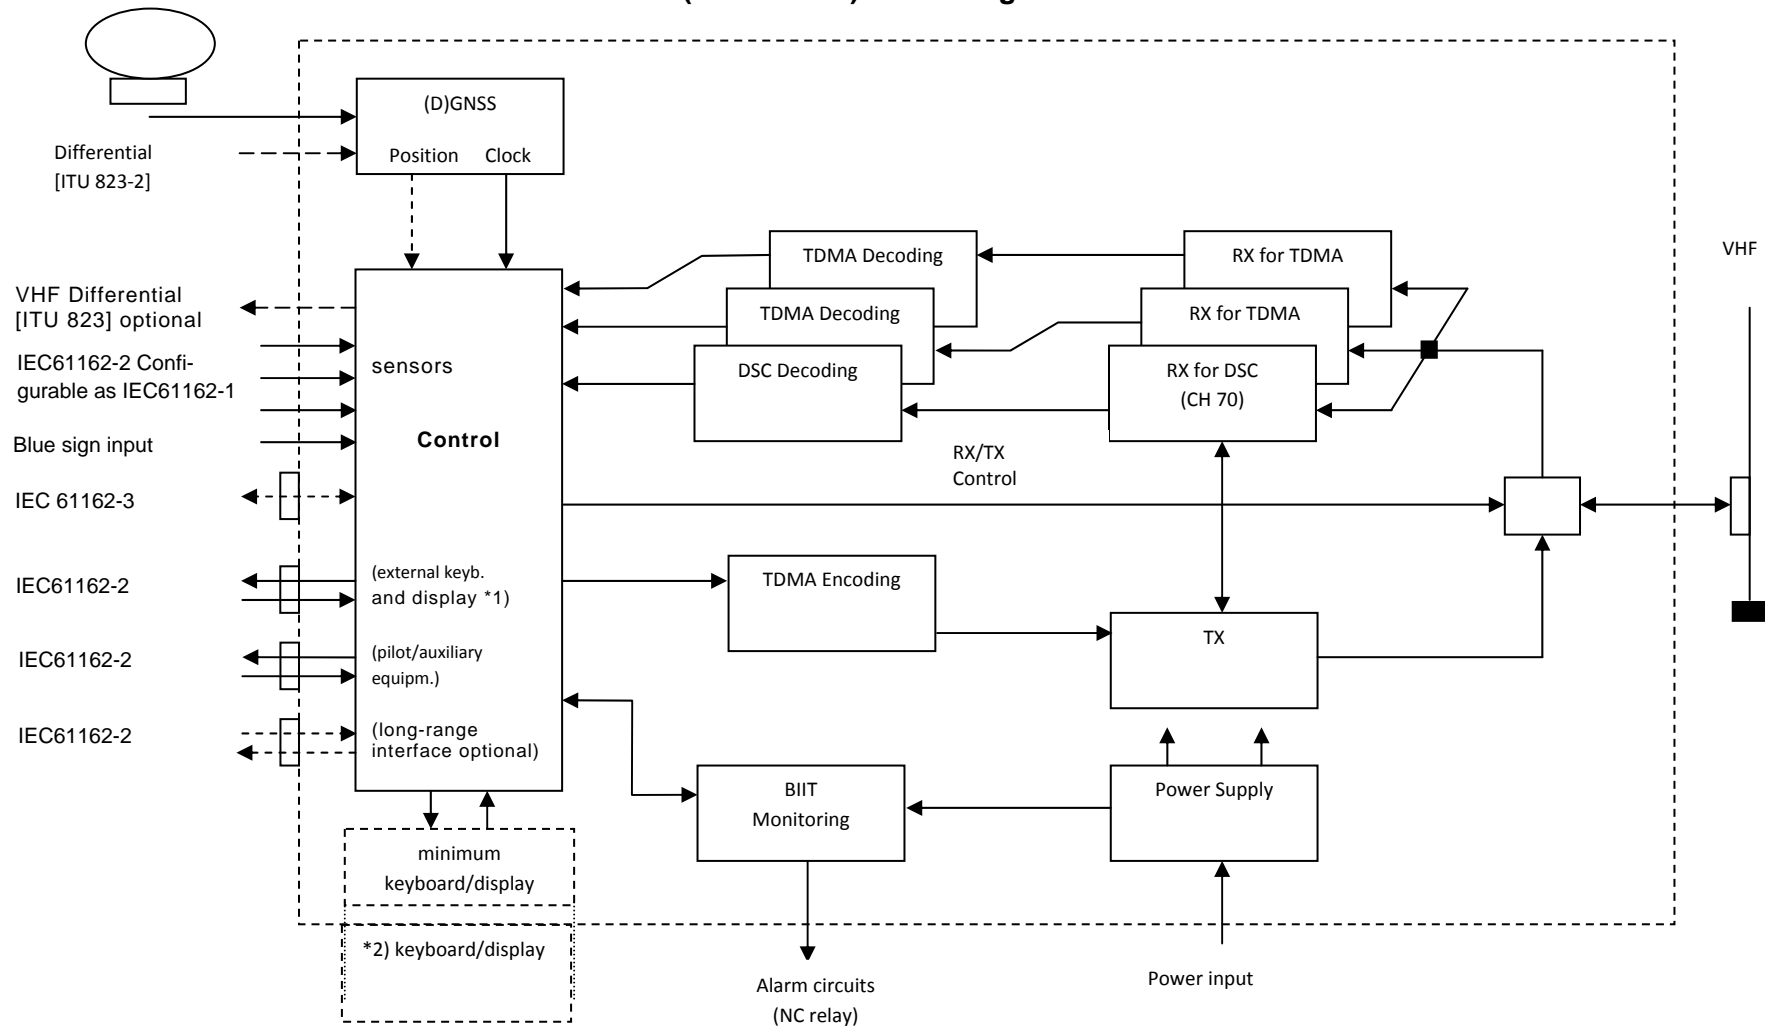 (D)GNSS
Position Clock
Differential
[ITU 823-2]
VHF Differential
[ITU 823] optional
IEC61162-2 Confi-
gurable as IEC61162-1
Blue sign input
IEC 61162-3
IEC61162-2
IEC61162-2
IEC61162-2
sensors
Control
(external keyb.
and display *1)
(pilot/auxiliary
equipm.)
(long-range
interface optional)
minimum
keyboard/display
*2) keyboard/display
TDMA Decoding
TDMA Decoding
DSC Decoding
RX for TDMA
RX for TDMA
RX for DSC
(CH 70)
RX/TX
Control
TDMA Encoding
TX
BIIT
Monitoring
Power Supply
Alarm circuits
(NC relay)
Power input
VHF